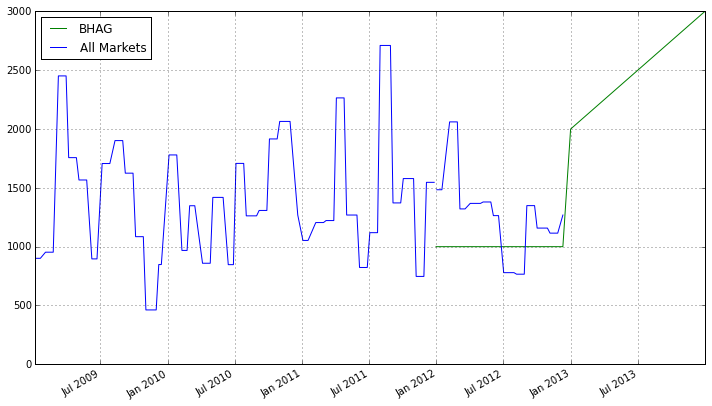 3000
BHAG
All Markets
2500
2000
1500
1000
500
0
Jul 2009
Jan 2010
Jul 2010
Jan 2011
Jul 2011
Jan 2012
Jul 2012
Jan 2013
Jul 2013